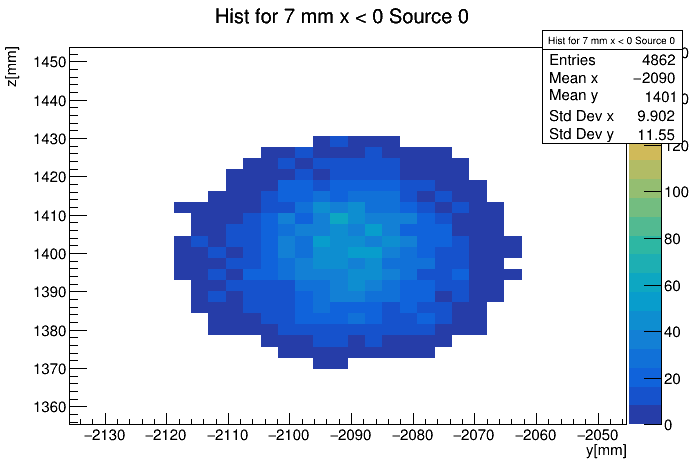 Hist for 7 mm x < 0 Source 0
Hist for 7 mm x < 0 Source 0
Entries 4862
Mean x −2090
Mean y 1401
Std Dev x 9.902
Std Dev y 11.55
z[mm]
1450
1440
1430
1420
1410
1400
1390
1380
1370
1360
−2130 −2120 −2110 −2100 −2090 −2080 −2070 −2060 −2050
y[mm]
120
100
80
60
40
20
0